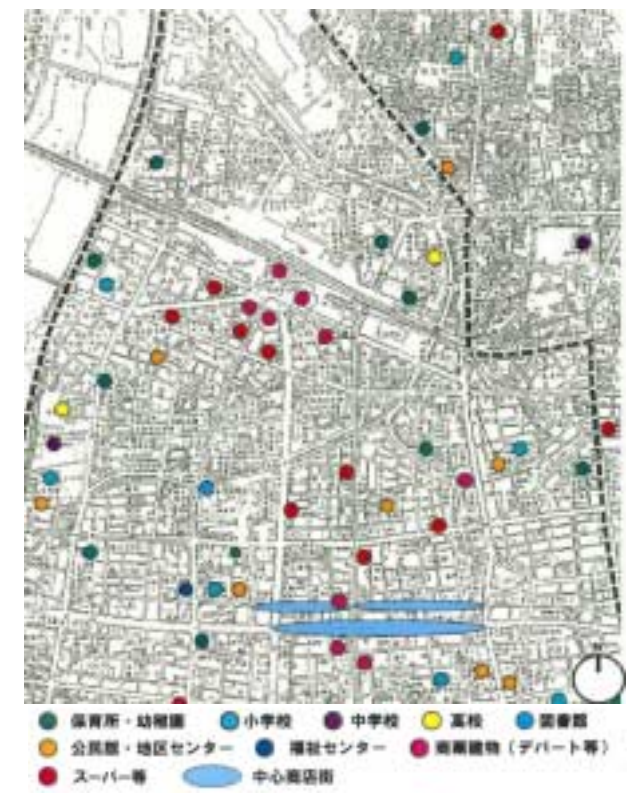 N
保育所・幼稚園 小学校 中学校 高校 図書館
公民館・地区センター 福祉センター 商業建物（デパート等）
スーパー等 中心商店街